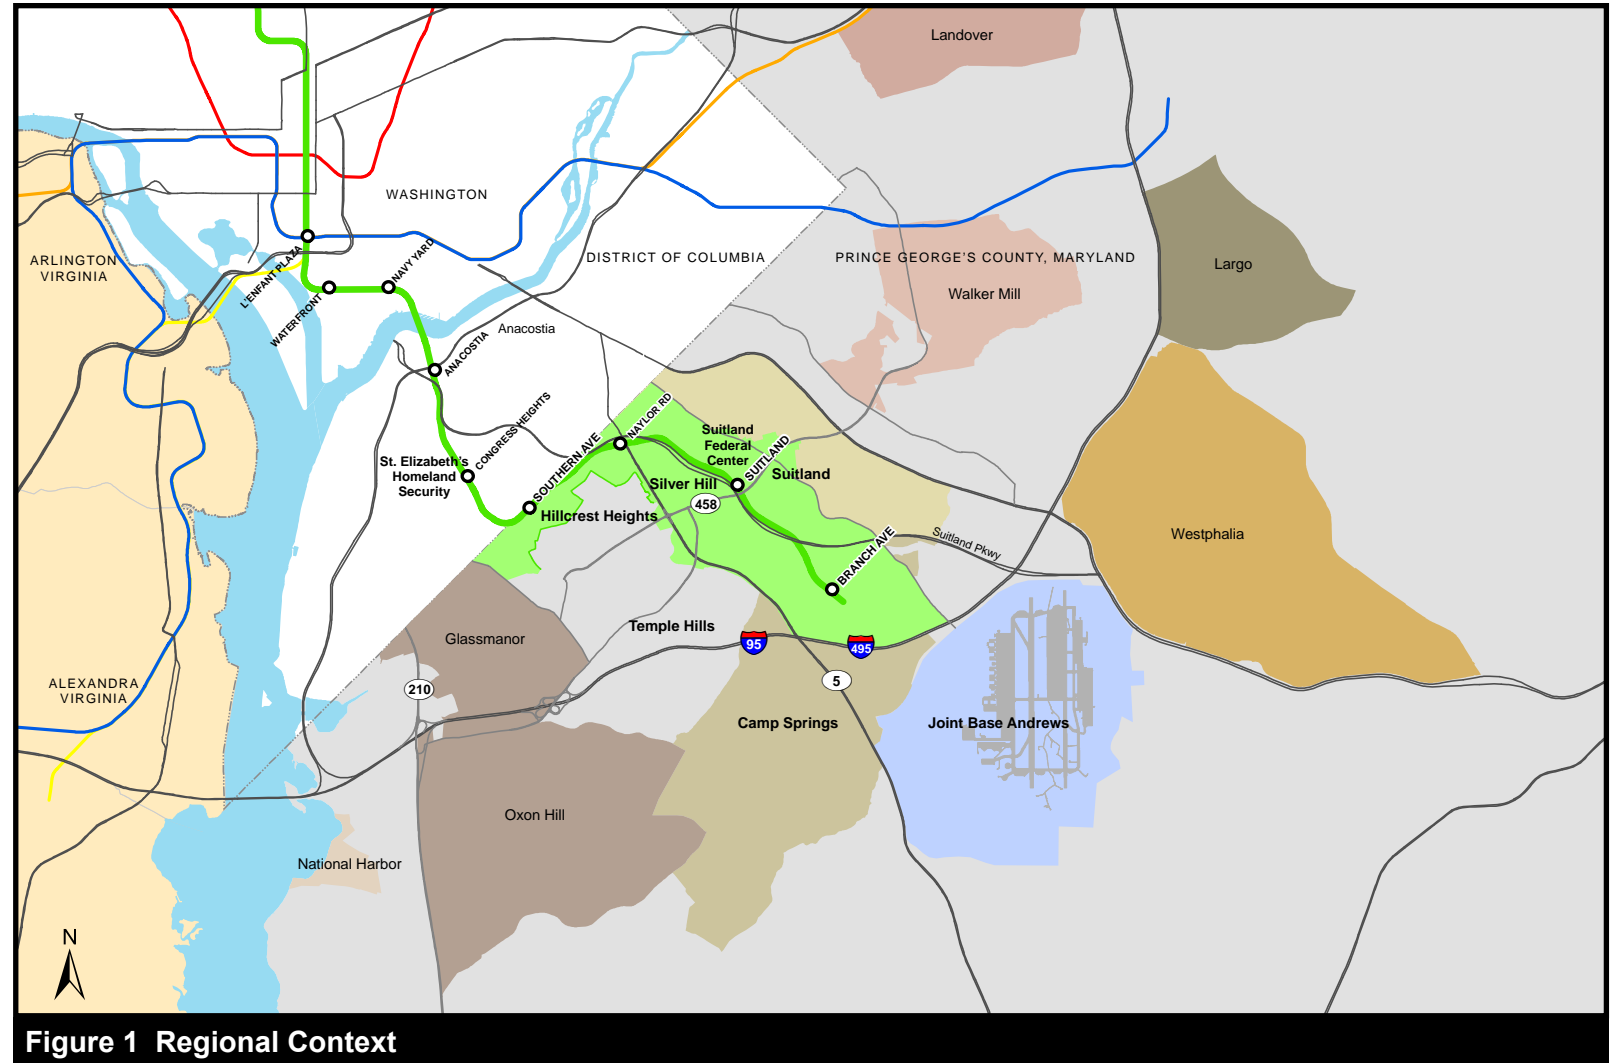 Landover
WASHINGTON
ARLINGTON
VIRGINIA
DISTRICT OF COLUMBIA
PRINCE GEORGE'S COUNTY, MARYLAND
Largo
L'ENFANT PLAZA
NAVY YARD
WATERFRONT
Walker Mill
Anacostia
ANACOSTIA
CONGRESS HEIGHTS
NAYLOR RD
SOUTHERN AVE
Suitland
Federal
Center
SUITLAND
St. Elizabeth's
Homeland
Security
Silver Hill
Suitland
458
Hillcrest Heights
Suitland Pkwy
Westphalia
BRANCH AVE
Temple Hills
Glassmanor
95
495
210
5
ALEXANDRA
VIRGINIA
Camp Springs
Joint Base Andrews
Oxon Hill
National Harbor
N
Figure 1 Regional Context